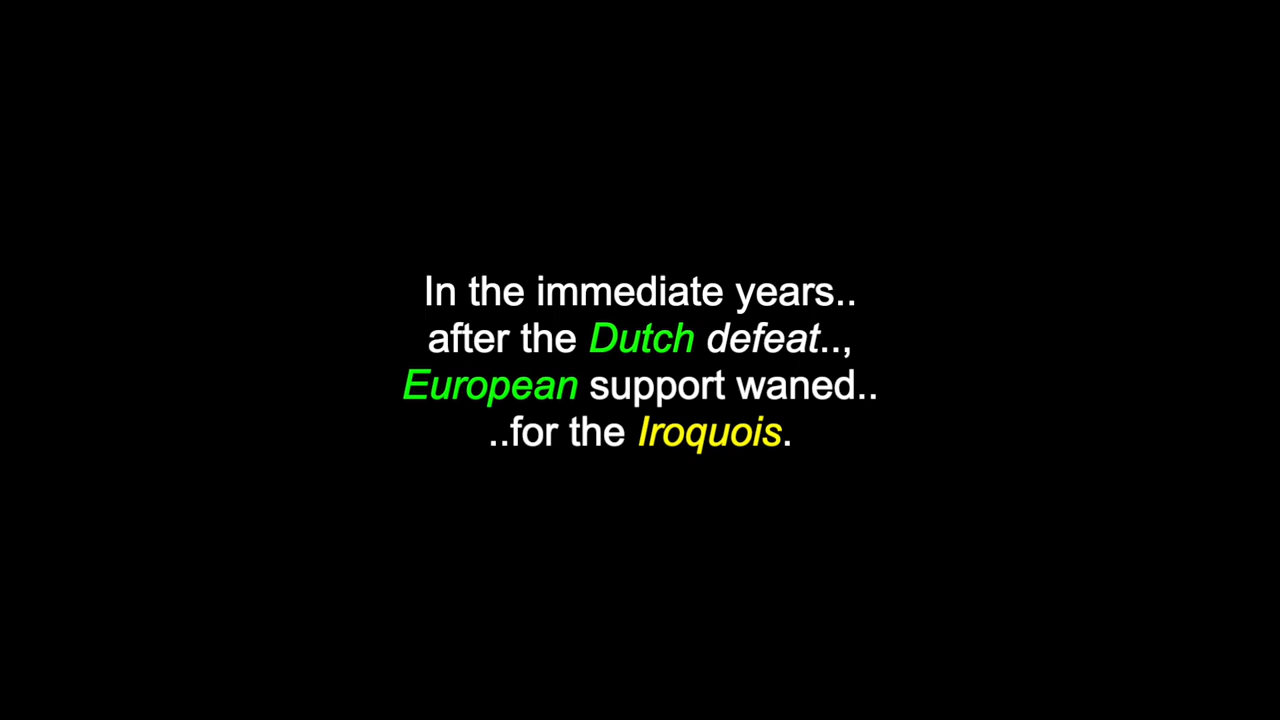 In the immediate years..
after the Dutch defeat..,
European support waned..
..for the Iroquois.